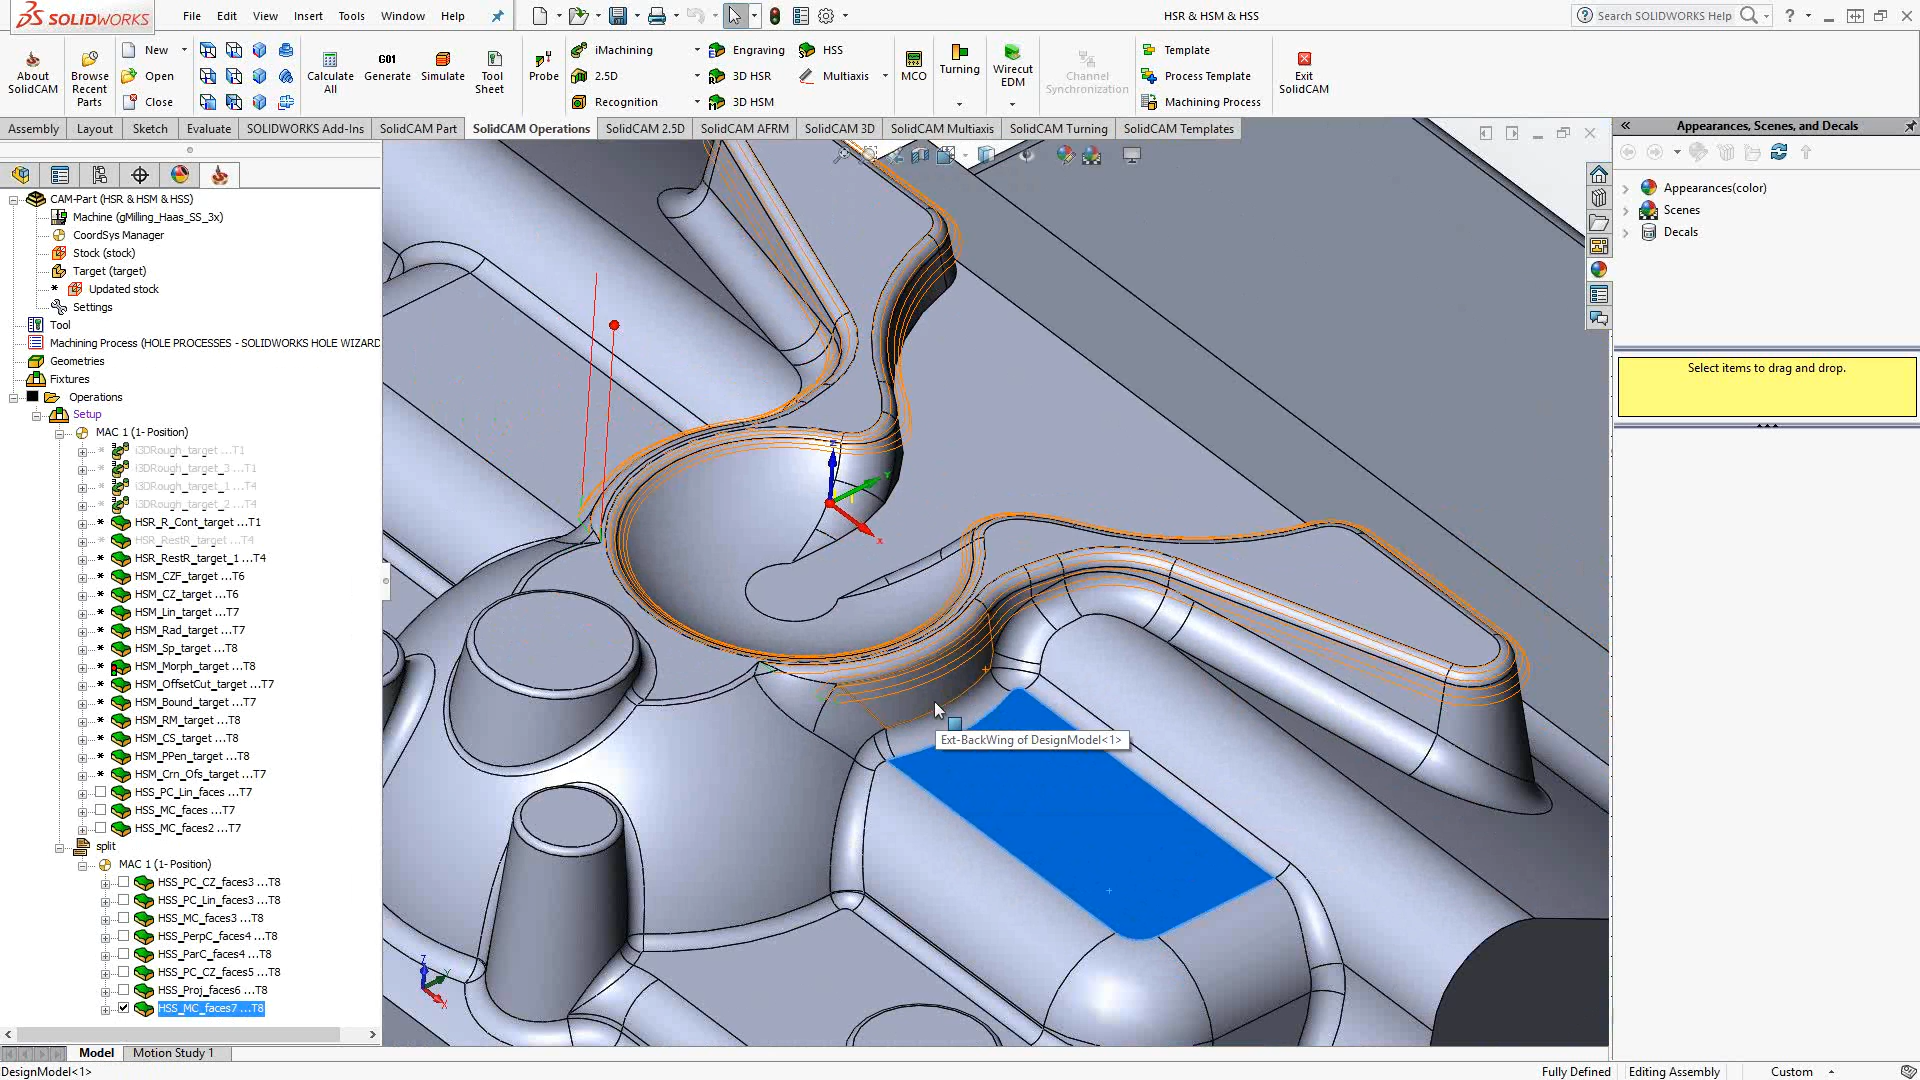 SOLIDWORKS
File Edit View Insert Tools Window Help
HSR & HSM & HSS
Search SOLIDWORKS Help
About SolidCAM
Browse Recent Parts
New
Open
Close
Calculate All
G01
Generate
Simulate
Tool Sheet
Probe
iMachining
2.5D
Recognition
Engraving
3D HSR
3D HSM
HSS
Multiaxis
MCO
Turning
Wirecut EDM
Channel Synchronization
Template
Process Template
Machining Process
Exit SolidCAM
Assembly Layout Sketch Evaluate SOLIDWORKS Add-Ins SolidCAM Part SolidCAM Operations SolidCAM 2.5D SolidCAM AFRM SolidCAM 3D SolidCAM Multiaxis SolidCAM Turning SolidCAM Templates
CAM-Part (HSR & HSM & HSS)
Machine (gMilling_Haas_SS_3x)
CoordSys Manager
Stock (stock)
Target (target)
* Updated stock
Settings
Tool
Machining Process (HOLE PROCESSES - SOLIDWORKS HOLE WIZARD
Geometries
Fixtures
Operations
Setup
MAC 1 (1- Position)
* i3DRough_target ...T1
* i3DRough_target_3 ...T1
* i3DRough_target_1 ...T4
* i3DRough_target_2 ...T4
* HSR_R_Cont_target ...T1
* HSR_RestR_target ...T4
* HSR_RestR_target_1 ...T4
* HSM_CZF_target ...T6
* HSM_CZ_target ...T6
* HSM_Lin_target ...T7
* HSM_Rad_target ...T7
* HSM_Sp_target ...T8
* HSM_Morph_target ...T8
* HSM_OffsetCut_target ...T7
* HSM_Bound_target ...T7
* HSM_RM_target ...T8
* HSM_CS_target ...T8
* HSM_PPen_target ...T8
* HSM_Crn_Ofs_target ...T7
HSS_PC_Lin_faces ...T7
HSS_MC_faces ...T7
HSS_MC_faces2 ...T7
split
MAC 1 (1- Position)
HSS_PC_CZ_faces3 ...T8
HSS_PC_Lin_faces3 ...T8
HSS_MC_faces3 ...T8
HSS_PerpC_faces4 ...T8
HSS_ParC_faces4 ...T8
HSS_PC_CZ_faces5 ...T8
HSS_Proj_faces6 ...T8
HSS_MC_faces7 ...T8
Z
Y
X
Ext-BackWing of DesignModel<1>
Z
Y
X
Appearances, Scenes, and Decals
Appearances(color)
Scenes
Decals
Select items to drag and drop.
Model Motion Study 1
DesignModel<1>
Fully Defined Editing Assembly Custom